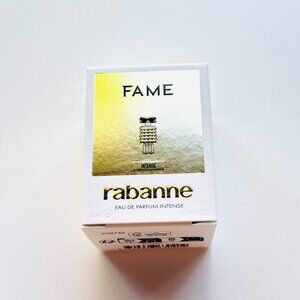 FAME
INTENSE
rabanne
EAU DE PARFUM INTENSE